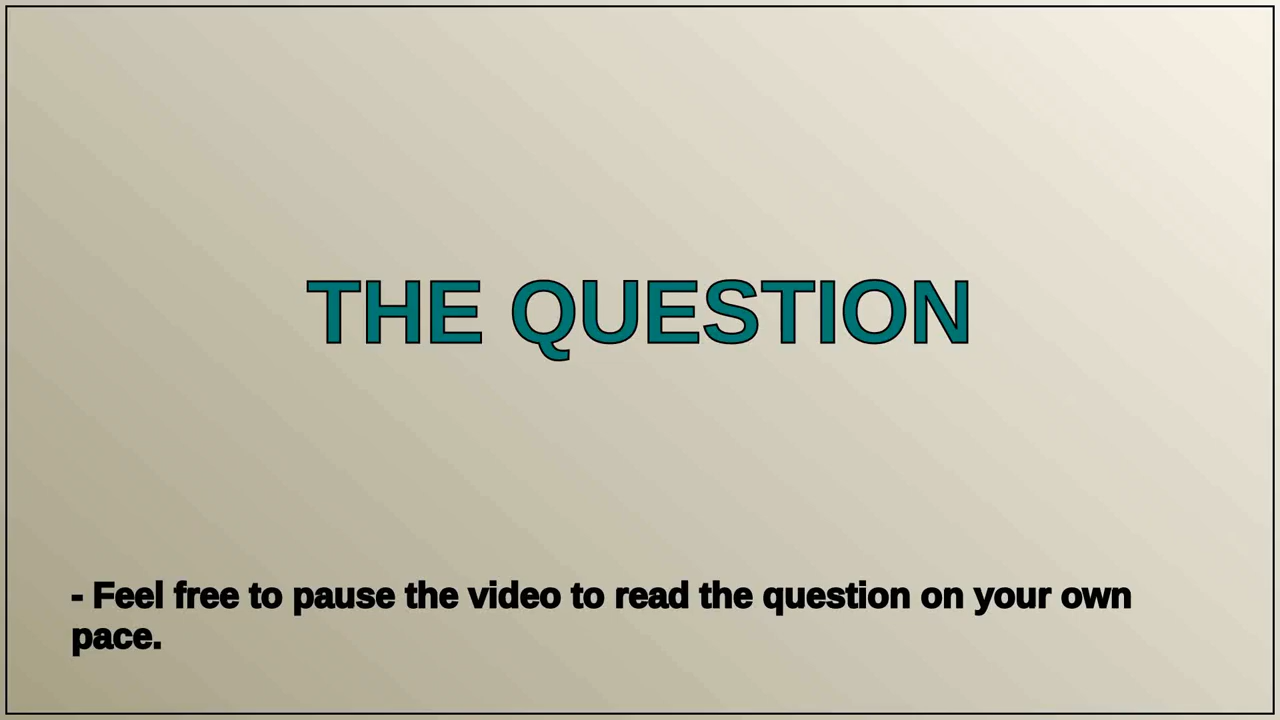 THE QUESTION
- Feel free to pause the video to read the question on your own
pace.